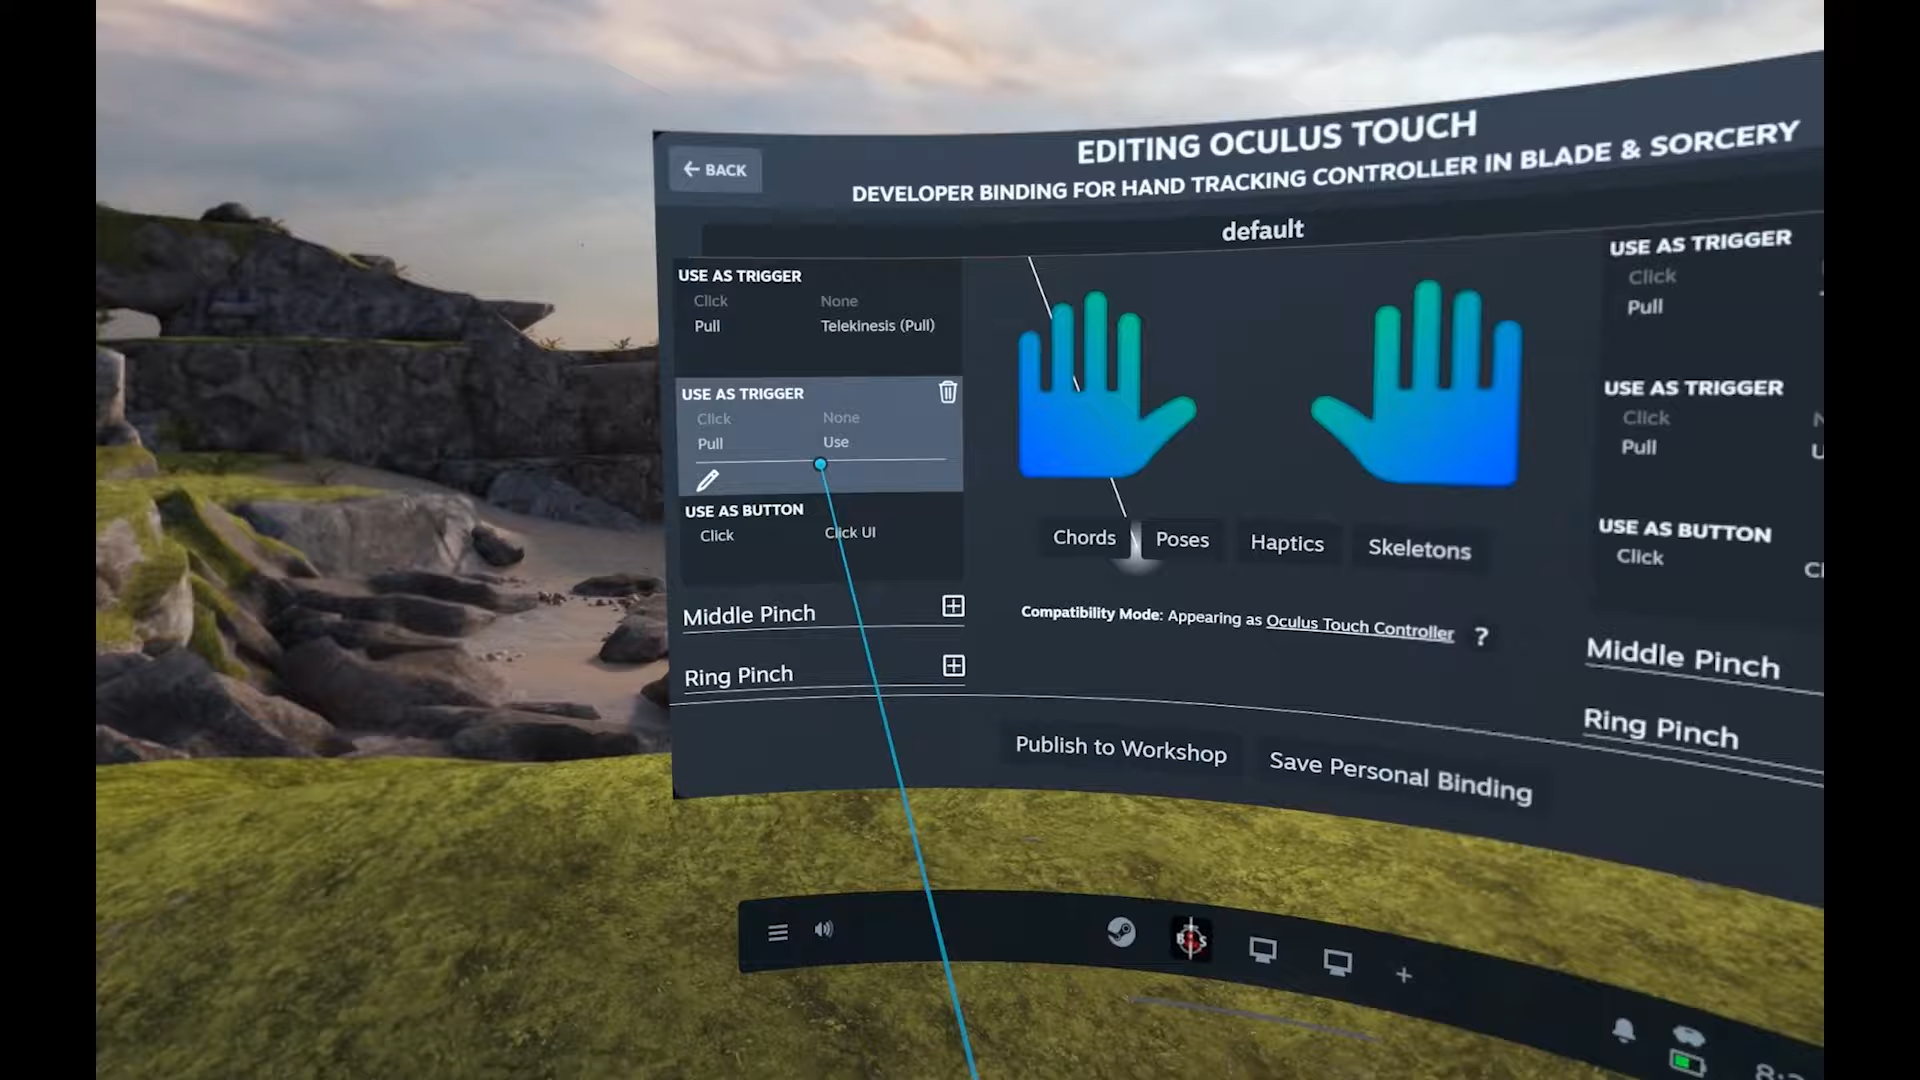 BACK
EDITING OCULUS TOUCH
DEVELOPER BINDING FOR HAND TRACKING CONTROLLER IN BLADE & SORCERY
default
USE AS TRIGGER
Click None
Pull Telekinesis (Pull)
USE AS TRIGGER
Click None
Pull Use
USE AS BUTTON
Click Click UI
Middle Pinch
Ring Pinch
Chords
Poses
Haptics
Skeletons
Compatibility Mode: Appearing as Oculus Touch Controller ?
Publish to Workshop
Save Personal Binding
USE AS TRIGGER
Click
Pull
USE AS TRIGGER
Click
Pull
USE AS BUTTON
Click
Middle Pinch
Ring Pinch
B&S